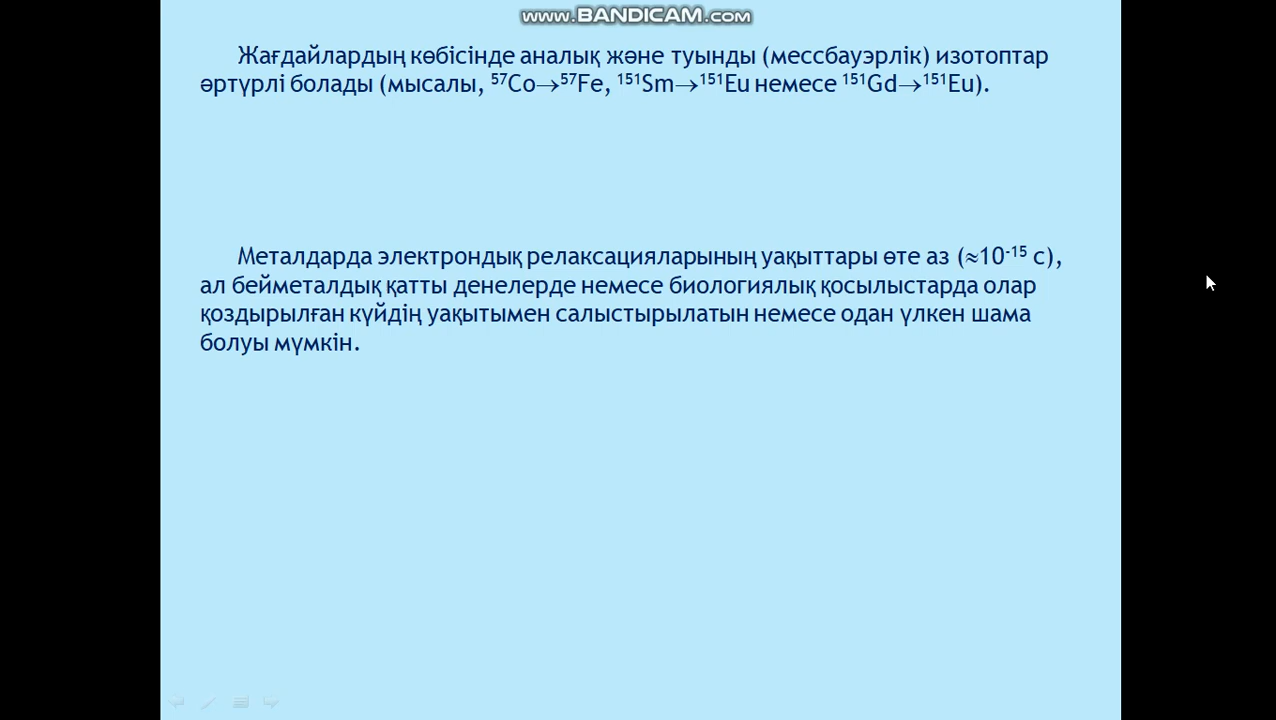 www.BANDICAM.com
Жағдайлардың көбісінде аналық және туынды (мессбауэрлік) изотоптар
әртүрлі болады (мысалы, ⁵⁷Co→⁵⁷Fe, ¹⁵¹Sm→¹⁵¹Eu немесе ¹⁵¹Gd→¹⁵¹Eu).
Металдарда электрондық релаксацияларының уақыттары өте аз (≈10⁻¹⁵ с),
ал бейметалдық қатты денелерде немесе биологиялық қосылыстарда олар
қоздырылған күйдің уақытымен салыстырылатын немесе одан үлкен шама
болуы мүмкін.